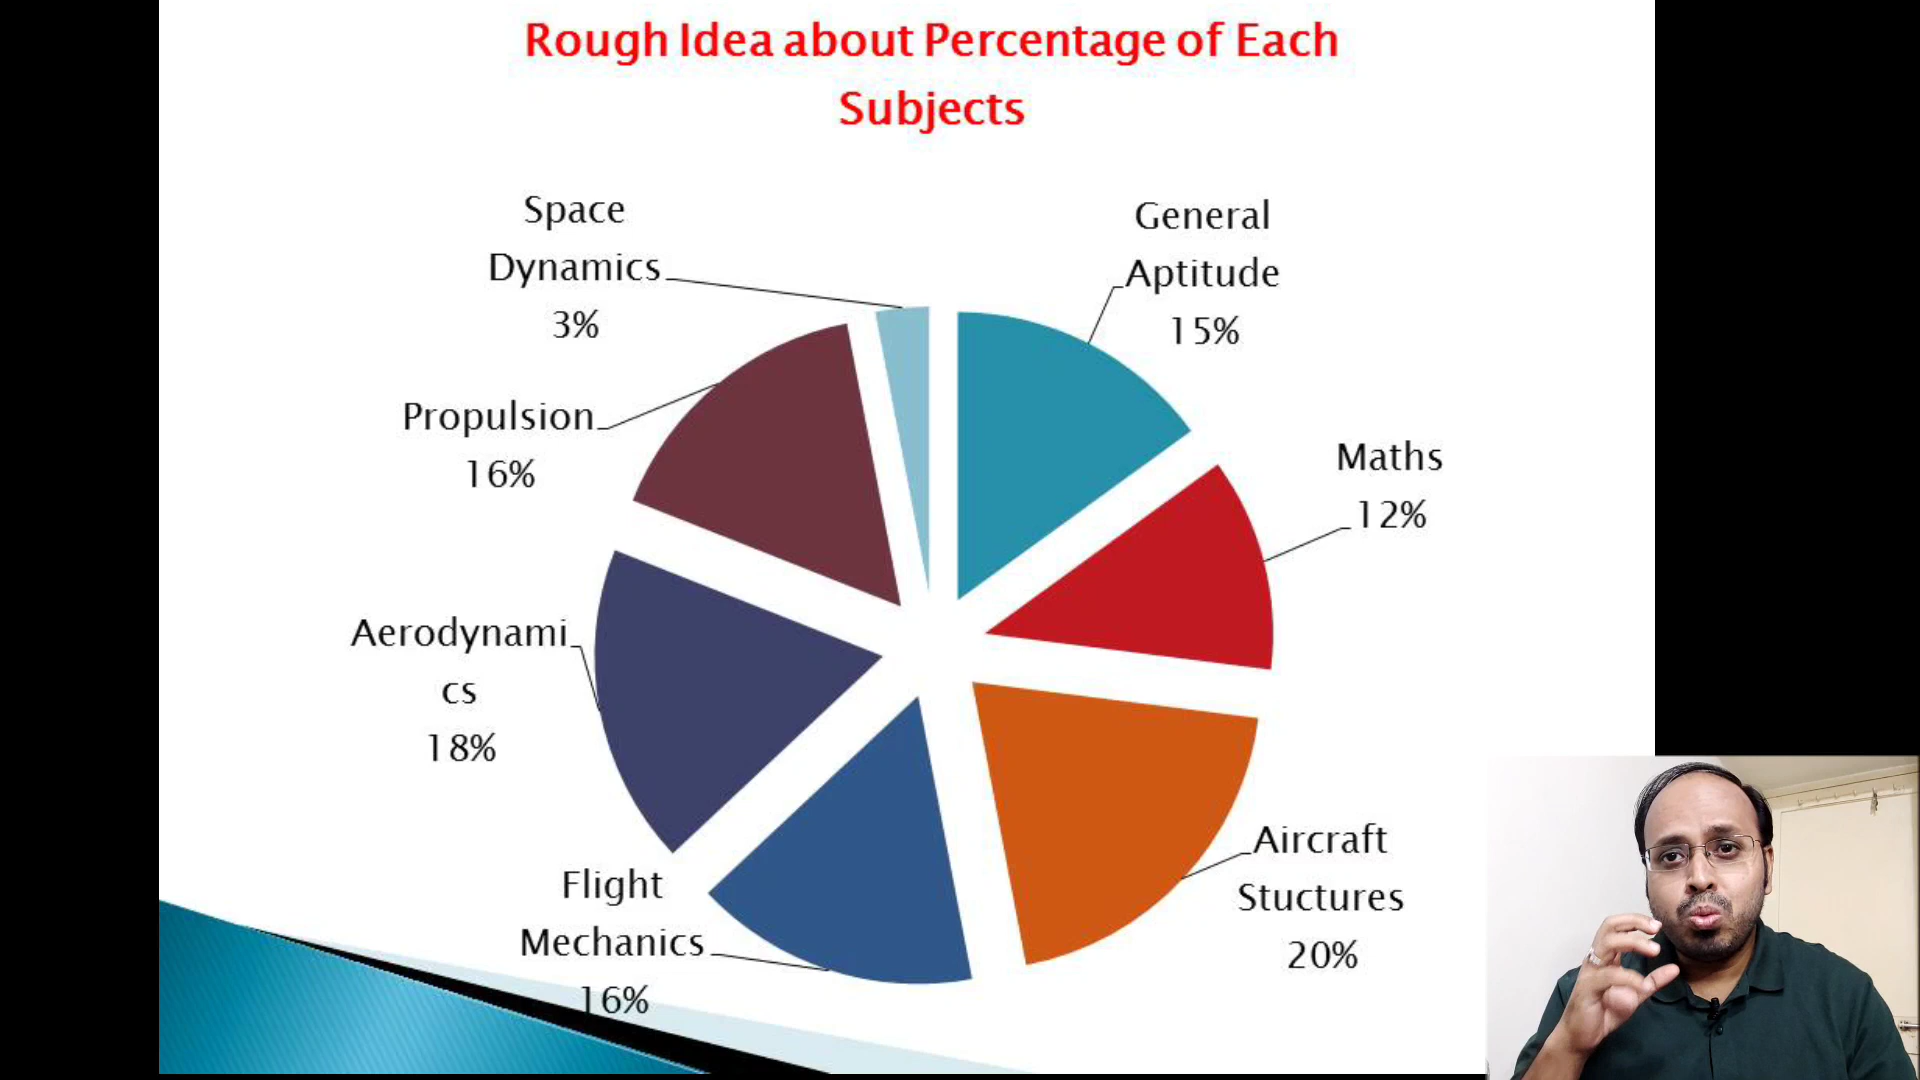 Rough Idea about Percentage of Each
Subjects
Space
Dynamics
3%
General
Aptitude
15%
Propulsion
16%
Maths
12%
Aerodynami
cs
18%
Flight
Mechanics
16%
Aircraft
Stuctures
20%